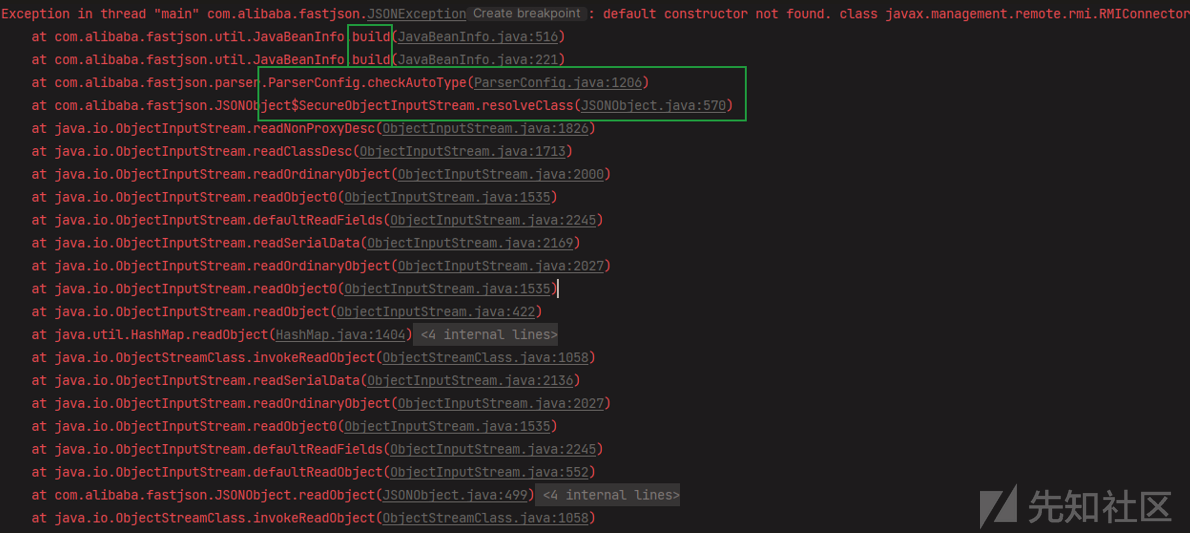 Exception in thread "main" com.alibaba.fastjson.JSONException Create breakpoint : default constructor not found. class javax.management.remote.rmi.RMIConnector
at com.alibaba.fastjson.util.JavaBeanInfo.build(JavaBeanInfo.java:516)
at com.alibaba.fastjson.util.JavaBeanInfo.build(JavaBeanInfo.java:221)
at com.alibaba.fastjson.parser.ParserConfig.checkAutoType(ParserConfig.java:1206)
at com.alibaba.fastjson.JSONObject$SecureObjectInputStream.resolveClass(JSONObject.java:570)
at java.io.ObjectInputStream.readNonProxyDesc(ObjectInputStream.java:1826)
at java.io.ObjectInputStream.readClassDesc(ObjectInputStream.java:1713)
at java.io.ObjectInputStream.readOrdinaryObject(ObjectInputStream.java:2000)
at java.io.ObjectInputStream.readObject0(ObjectInputStream.java:1535)
at java.io.ObjectInputStream.defaultReadFields(ObjectInputStream.java:2245)
at java.io.ObjectInputStream.readSerialData(ObjectInputStream.java:2169)
at java.io.ObjectInputStream.readOrdinaryObject(ObjectInputStream.java:2027)
at java.io.ObjectInputStream.readObject0(ObjectInputStream.java:1535)
at java.io.ObjectInputStream.readObject(ObjectInputStream.java:422)
at java.util.HashMap.readObject(HashMap.java:1404) <4 internal lines>
at java.io.ObjectStreamClass.invokeReadObject(ObjectStreamClass.java:1058)
at java.io.ObjectInputStream.readSerialData(ObjectInputStream.java:2136)
at java.io.ObjectInputStream.readOrdinaryObject(ObjectInputStream.java:2027)
at java.io.ObjectInputStream.readObject0(ObjectInputStream.java:1535)
at java.io.ObjectInputStream.defaultReadFields(ObjectInputStream.java:2245)
at java.io.ObjectInputStream.defaultReadObject(ObjectInputStream.java:552)
at com.alibaba.fastjson.JSONObject.readObject(JSONObject.java:499) <4 internal lines>
at java.io.ObjectStreamClass.invokeReadObject(ObjectStreamClass.java:1058)
先知社区